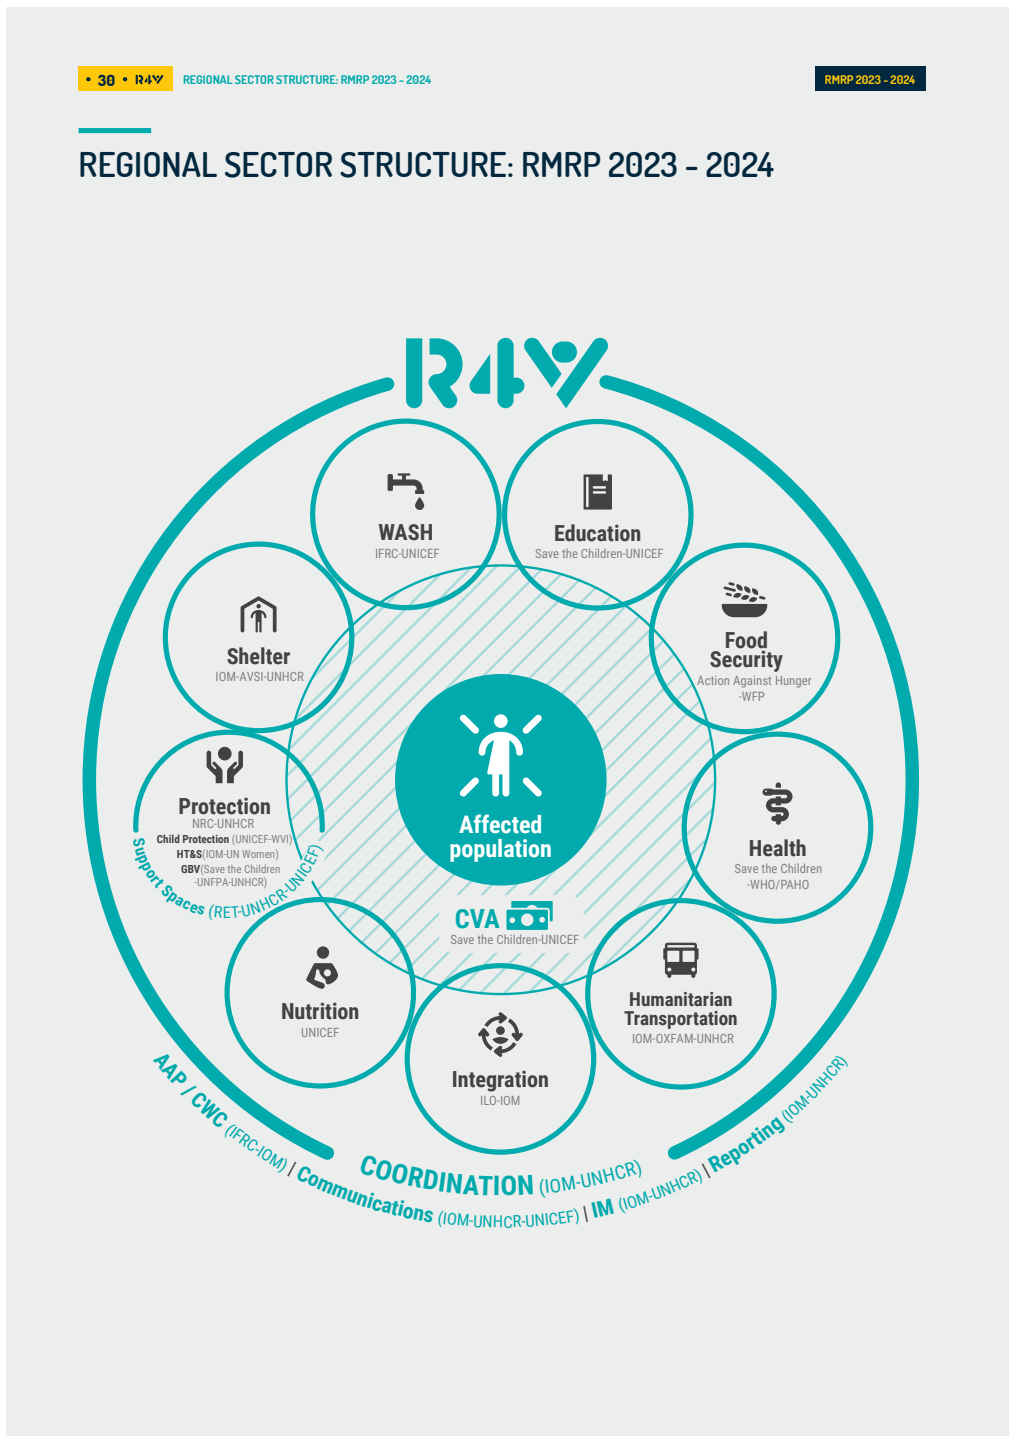 • 30 • R4V REGIONAL SECTOR STRUCTURE: RMRP 2023 - 2024
RMRP 2023 - 2024
REGIONAL SECTOR STRUCTURE: RMRP 2023 - 2024
R4V
WASH
IFRC-UNICEF
Education
Save the Children-UNICEF
Shelter
IOM-AVSI-UNHCR
Food
Security
Action Against Hunger
-WFP
Protection
NRC-UNHCR
Child Protection (UNICEF-WVI)
HT&S(IOM-UN Women)
GBV(Save the Children
-UNFPA-UNHCR)
Support Spaces (RET-UNHCR-UNICEF)
Affected
population
Health
Save the Children
-WHO/PAHO
CVA
Save the Children-UNICEF
Nutrition
UNICEF
Humanitarian
Transportation
IOM-OXFAM-UNHCR
Integration
ILO-IOM
COORDINATION (IOM-UNHCR)
AAP / CWC (IFRC-IOM) | Communications (IOM-UNHCR-UNICEF) | IM (IOM-UNHCR) | Reporting (IOM-UNHCR)